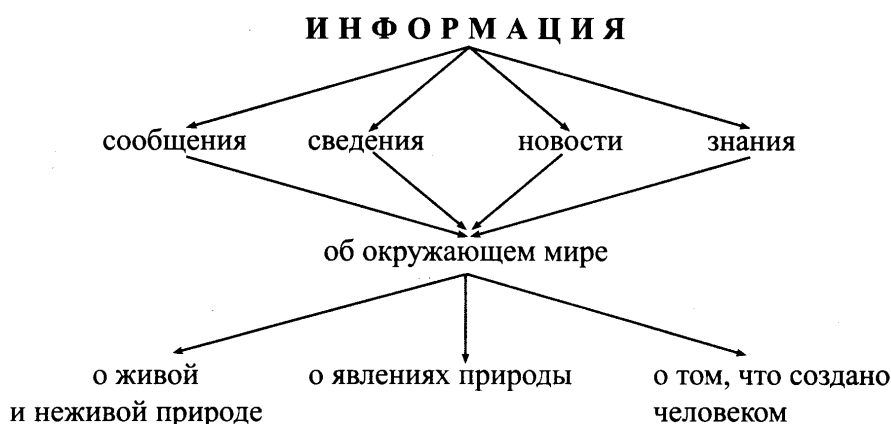 ИНФОРМАЦИЯ
сообщения сведения новости знания
об окружающем мире
о живой о явлениях природы о том, что создано
и неживой природе человеком